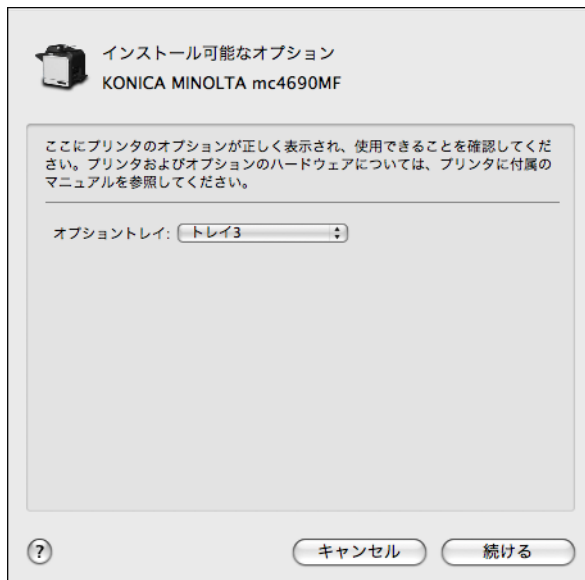 インストール可能なオプション
KONICA MINOLTA mc4690MF
ここにプリンタのオプションが正しく表示され、使用できることを確認してくだ
さい。プリンタおよびオプションのハードウェアについては、プリンタに付属の
マニュアルを参照してください。
オプショントレイ: トレイ3
? キャンセル 続ける